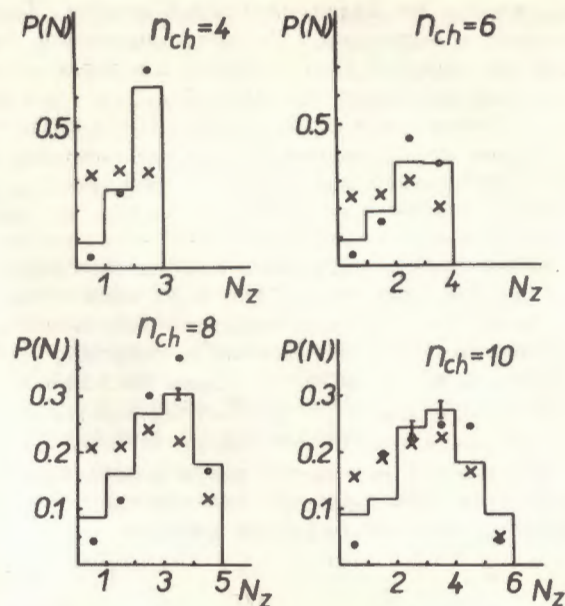 P(N) n_ch=4
0.5
1 3 N_Z
P(N) n_ch=6
0.5
2 4 N_Z
P(N) n_ch=8
0.3
0.2
0.1
1 3 5 N_Z
P(N) n_ch=10
0.3
0.2
0.1
2 4 6 N_Z